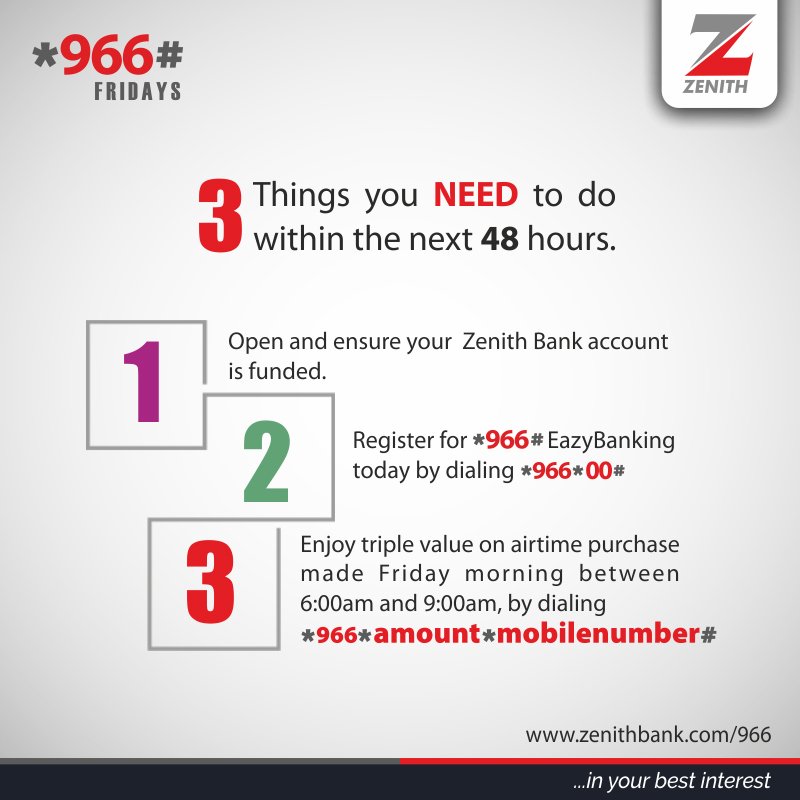 *966#
FRIDAYS
Z
ZENITH
3 Things you NEED to do
within the next 48 hours.
1
Open and ensure your Zenith Bank account
is funded.
2
Register for *966# EazyBanking
today by dialing *966*00#
3
Enjoy triple value on airtime purchase
made Friday morning between
6:00am and 9:00am, by dialing
*966*amount*mobilenumber#
www.zenithbank.com/966
...in your best interest